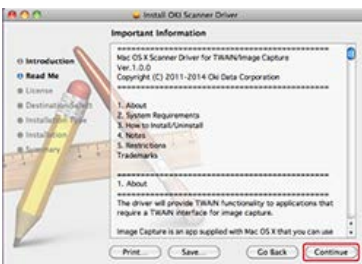 Install OKI Scanner Driver
Important Information
Introduction
Read Me
License
Destination Select
Installation Type
Installation
Summary
==================================================
Mac OS X Scanner Driver for TWAIN/Image Capture
Ver.1.0.0
Copyright (C) 2011-2014 Oki Data Corporation
==================================================
1. About
2. System Requirements
3. How to Install/Uninstall
4. Notes
5. Restrictions
Trademarks
==================================================
1. About
==================================================
The driver will provide TWAIN functionality to applications that
require a TWAIN interface for image capture.
Image Capture is an app supplied with Mac OS X that you can use
Print...
Save...
Go Back
Continue